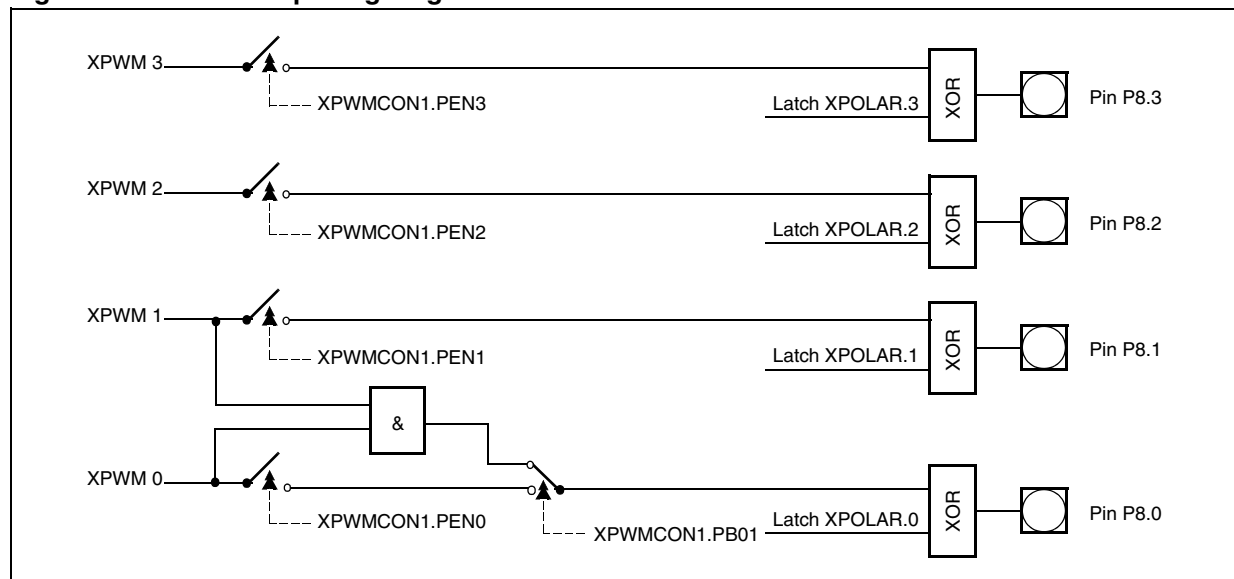 XPWM 3
XPWMCON1.PEN3
Latch XPOLAR.3
XOR
Pin P8.3
XPWM 2
XPWMCON1.PEN2
Latch XPOLAR.2
XOR
Pin P8.2
XPWM 1
XPWMCON1.PEN1
Latch XPOLAR.1
XOR
Pin P8.1
&
XPWM 0
XPWMCON1.PEN0
XPWMCON1.PB01
Latch XPOLAR.0
XOR
Pin P8.0